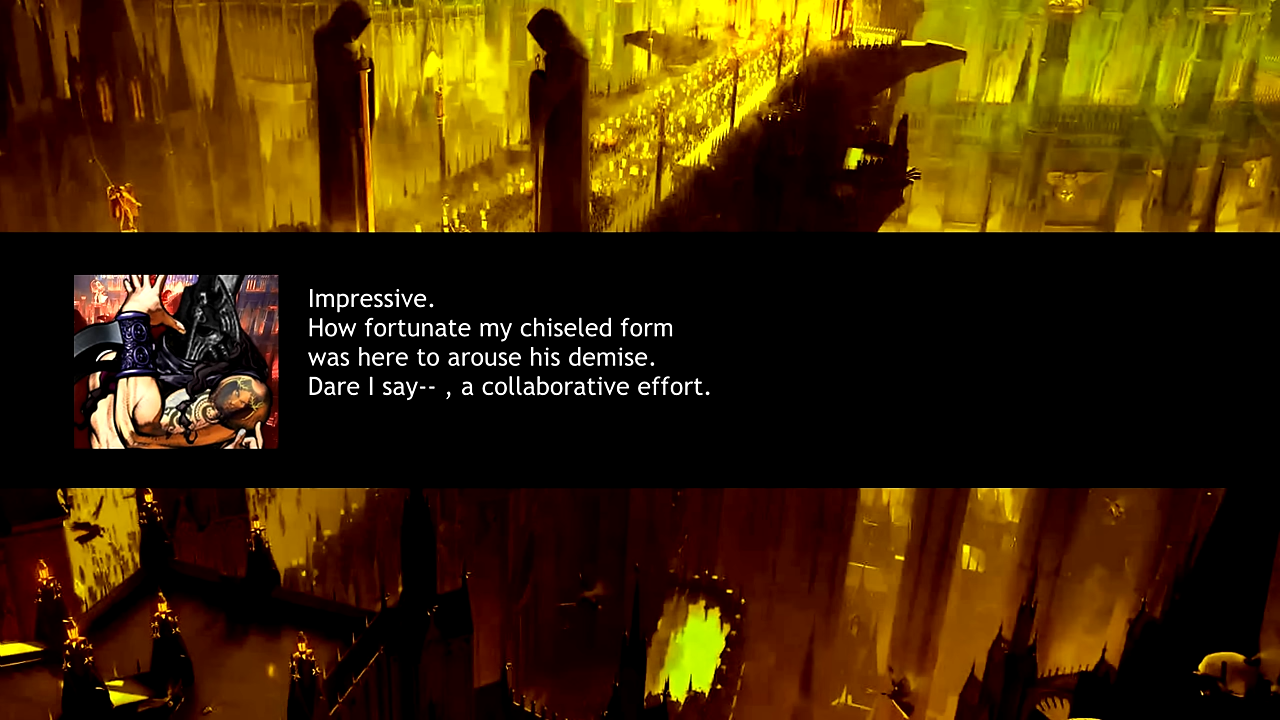 Impressive.
How fortunate my chiseled form
was here to arouse his demise.
Dare I say-- , a collaborative effort.